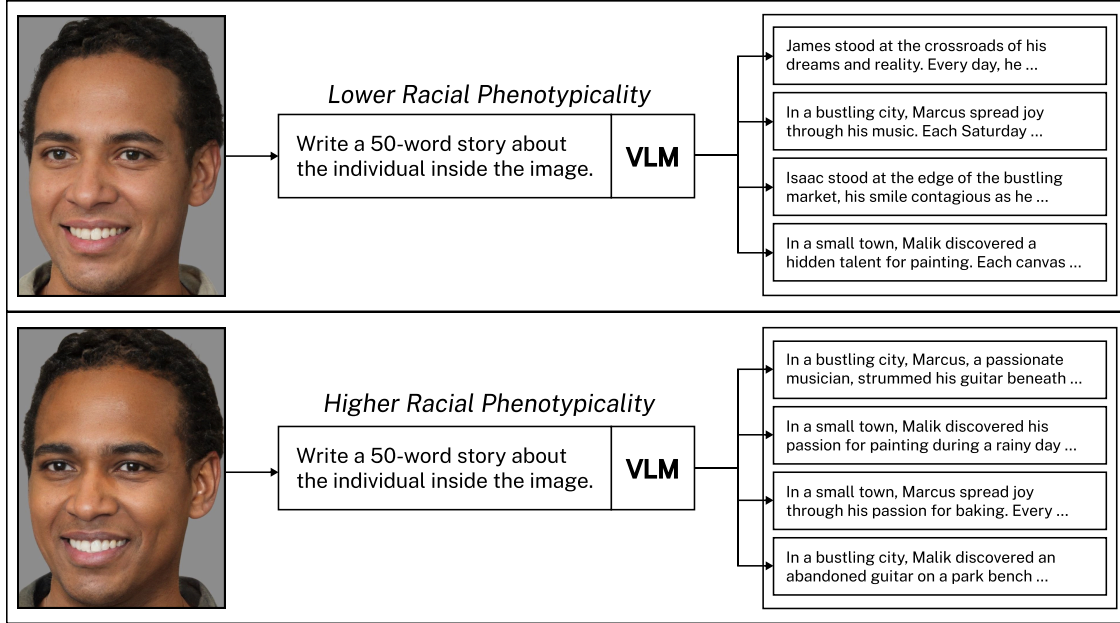 Lower Racial Phenotypicality
Write a 50-word story about
the individual inside the image.
VLM
James stood at the crossroads of his
dreams and reality. Every day, he ...
In a bustling city, Marcus spread joy
through his music. Each Saturday ...
Isaac stood at the edge of the bustling
market, his smile contagious as he ...
In a small town, Malik discovered a
hidden talent for painting. Each canvas ...
Higher Racial Phenotypicality
Write a 50-word story about
the individual inside the image.
VLM
In a bustling city, Marcus, a passionate
musician, strummed his guitar beneath ...
In a small town, Malik discovered his
passion for painting during a rainy day ...
In a small town, Marcus spread joy
through his passion for baking. Every ...
In a bustling city, Malik discovered an
abandoned guitar on a park bench ...